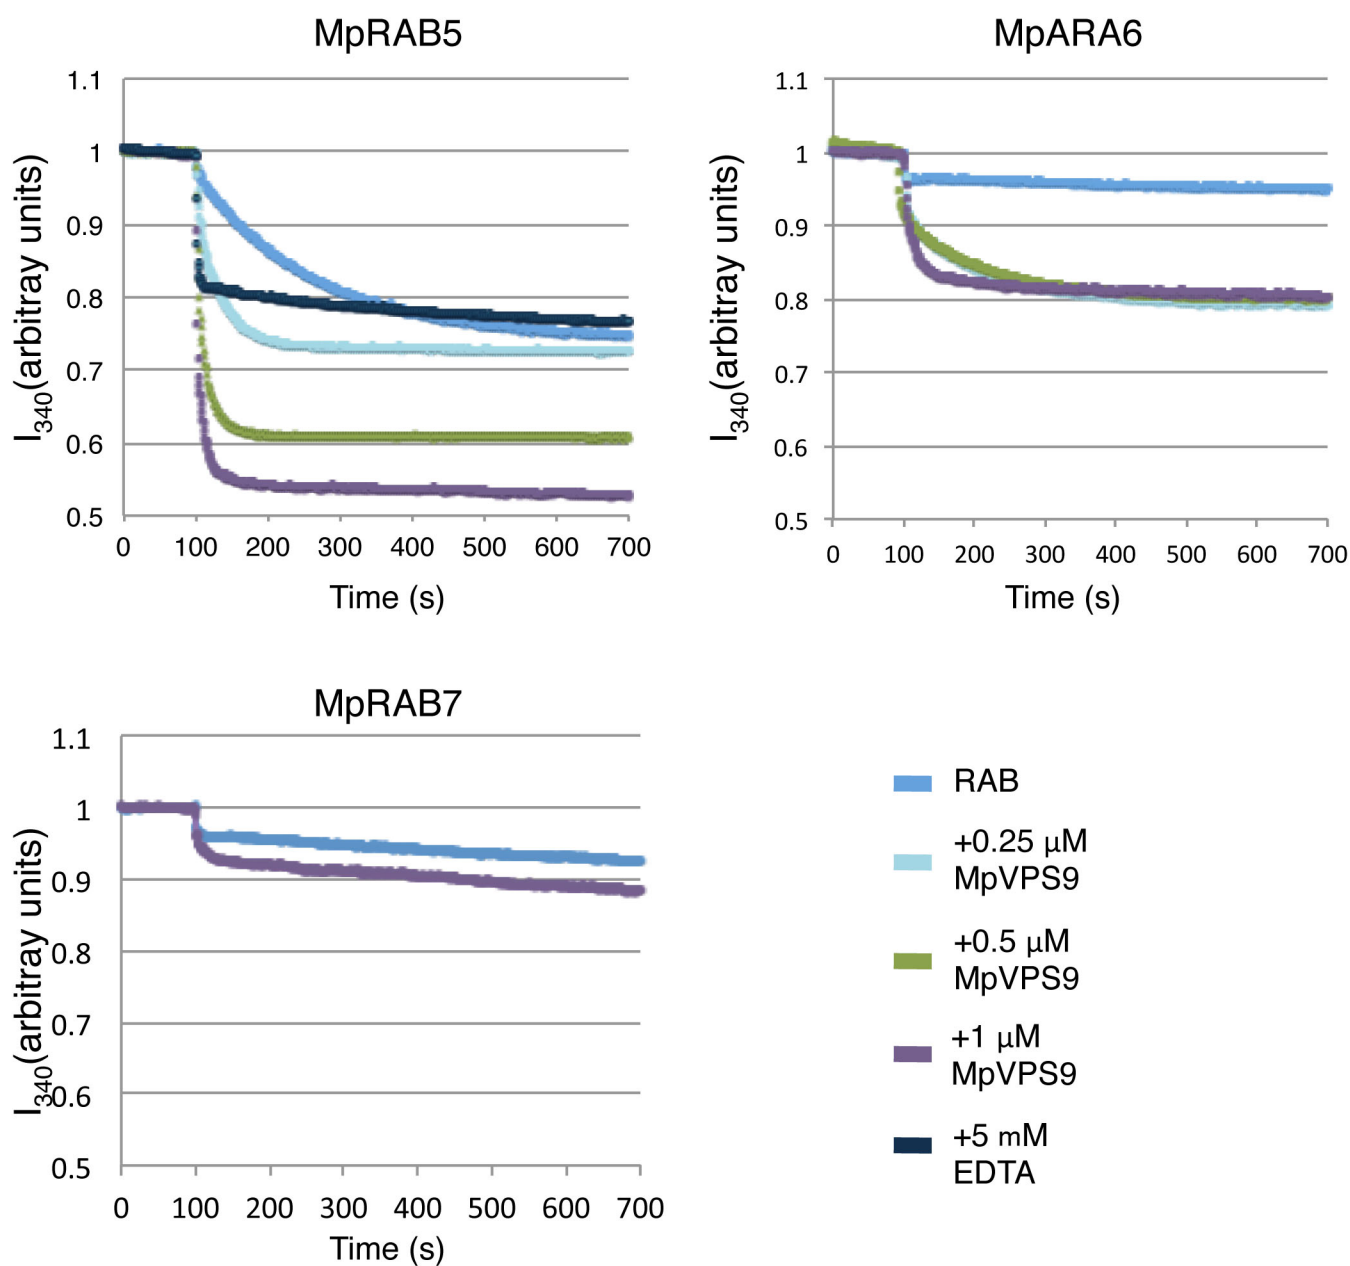 MpRAB5
1.1
1
0.9
0.8
0.7
0.6
0.5
I340(arbitray units)
0 100 200 300 400 500 600 700
Time (s)
MpARA6
1.1
1
0.9
0.8
0.7
0.6
0.5
I340(arbitray units)
0 100 200 300 400 500 600 700
Time (s)
MpRAB7
1.1
1
0.9
0.8
0.7
0.6
0.5
I340(arbitray units)
0 100 200 300 400 500 600 700
Time (s)
RAB
+0.25 μM
MpVPS9
+0.5 μM
MpVPS9
+1 μM
MpVPS9
+5 mM
EDTA